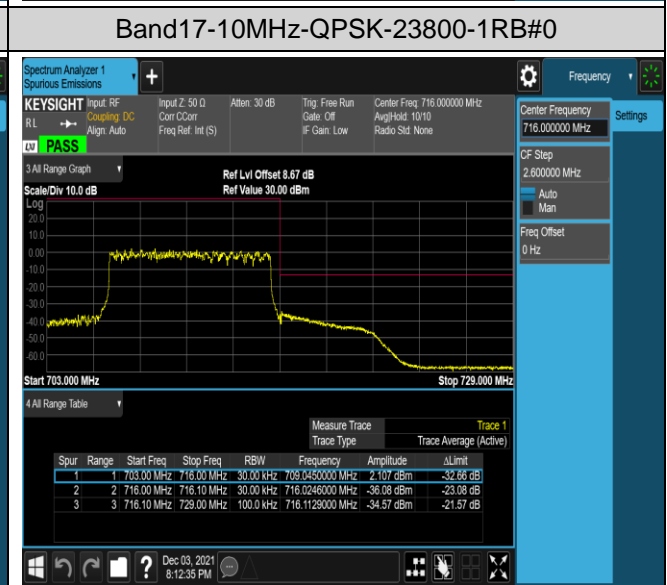 Band17-10MHz-QPSK-23800-1RB#0
Spectrum Analyzer 1
Spurious Emissions
+
Frequency
KEYSIGHT
RL
PASS
Input: RF
Coupling: DC
Align: Auto
Input Z: 50 Ω
Corr CCorr
Freq Ref: Int (S)
Atten: 30 dB
Trig: Free Run
Gate: Off
IF Gain: Low
Center Freq: 716.000000 MHz
Avg|Hold: 10/10
Radio Std: None
Center Frequency
716.000000 MHz
Settings
CF Step
2.600000 MHz
Auto
Man
Freq Offset
0 Hz
3 All Range Graph
Ref Lvl Offset 8.67 dB
Scale/Div 10.0 dB
Ref Value 30.00 dBm
Log
20.0
10.0
0.00
-10.0
-20.0
-30.0
-40.0
-50.0
-60.0
Start 703.000 MHz
Stop 729.000 MHz
4 All Range Table
Measure Trace Trace 1
Trace Type Trace Average (Active)
Spur Range Start Freq Stop Freq RBW Frequency Amplitude ΔLimit
1 1 703.00 MHz 716.00 MHz 30.00 kHz 709.0450000 MHz 2.107 dBm -32.66 dB
2 2 716.00 MHz 716.10 MHz 30.00 kHz 716.0246000 MHz -36.08 dBm -23.08 dB
3 3 716.10 MHz 729.00 MHz 100.0 kHz 716.1129000 MHz -34.57 dBm -21.57 dB
?
Dec 03, 2021
8:12:35 PM